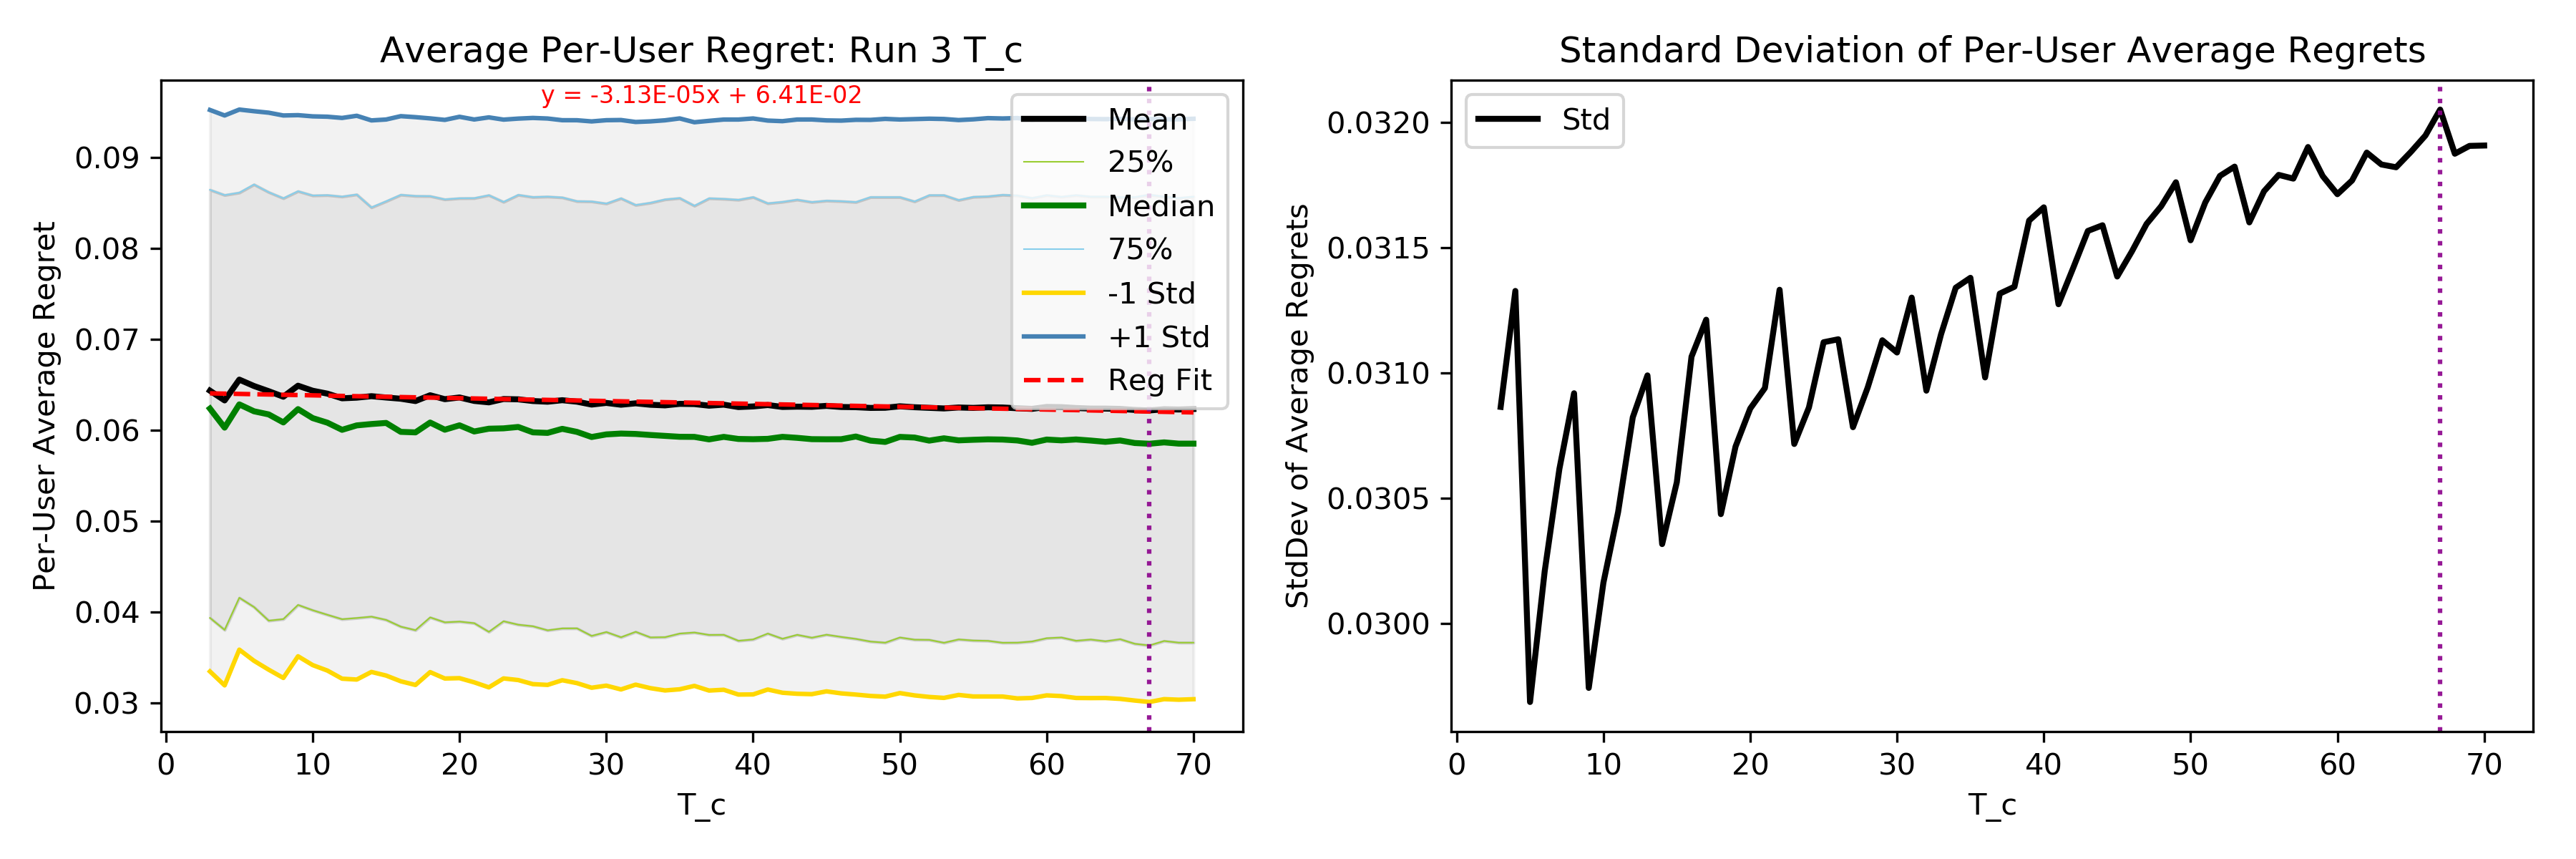 Average Per-User Regret: Run 3 T_c
y = -3.13E-05x + 6.41E-02
Mean
25%
Median
75%
-1 Std
+1 Std
Reg Fit
Per-User Average Regret
0.09
0.08
0.07
0.06
0.05
0.04
0.03
0 10 20 30 40 50 60 70
T_c
Standard Deviation of Per-User Average Regrets
Std
StdDev of Average Regrets
0.0320
0.0315
0.0310
0.0305
0.0300
0 10 20 30 40 50 60 70
T_c